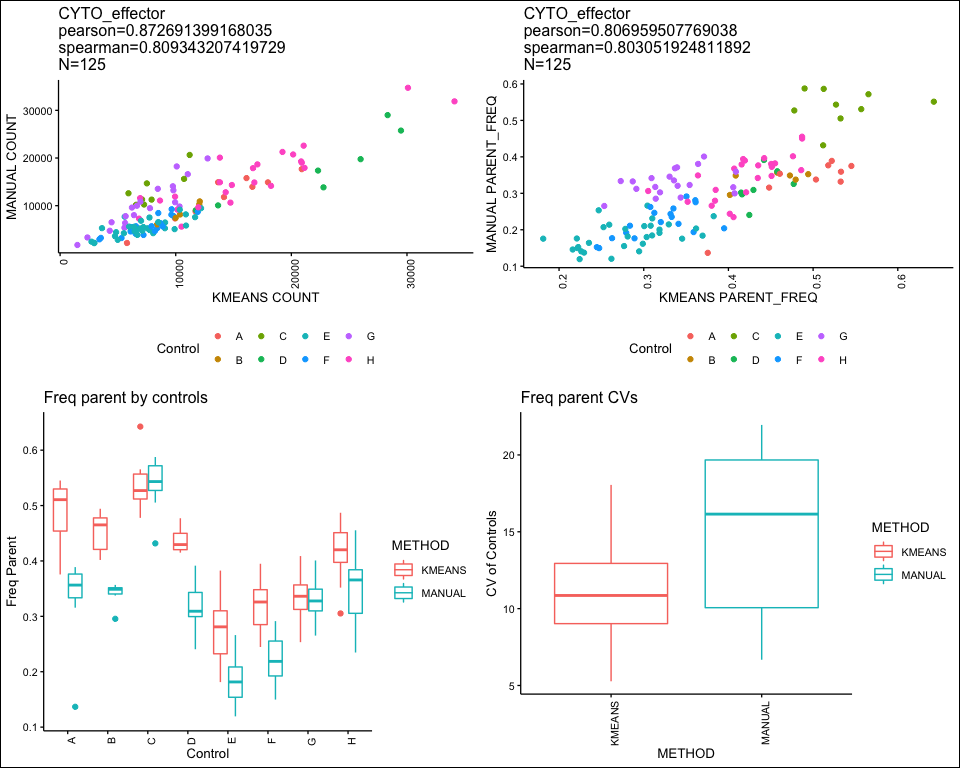 CYTO_effector
pearson=0.872691399168035
spearman=0.809343207419729
N=125
30000
20000
10000
MANUAL COUNT
0
10000
20000
30000
KMEANS COUNT
Control
A
C
E
G
B
D
F
H
CYTO_effector
pearson=0.806959507769038
spearman=0.803051924811892
N=125
0.6
0.5
0.4
0.3
0.2
0.1
MANUAL PARENT_FREQ
0.2
0.3
0.4
0.5
0.6
KMEANS PARENT_FREQ
Control
A
C
E
G
B
D
F
H
Freq parent by controls
0.6
0.5
0.4
0.3
0.2
0.1
Freq Parent
A
B
C
D
E
F
G
H
Control
METHOD
KMEANS
MANUAL
Freq parent CVs
20
15
10
5
CV of Controls
KMEANS
MANUAL
METHOD
METHOD
KMEANS
MANUAL